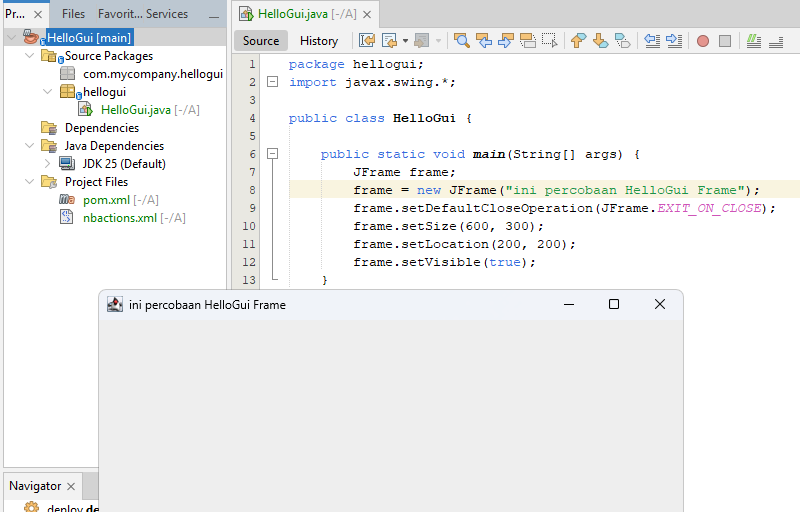 Pr... × Files Favorit... Services
HelloGui [main]
Source Packages
com.mycompany.hellogui
hellogui
HelloGui.java [-/A]
Dependencies
Java Dependencies
JDK 25 (Default)
Project Files
pom.xml [-/A]
nbactions.xml [-/A]
Navigator ×
HelloGui.java [-/A] ×
Source History
1 package hellogui;
2 import javax.swing.*;
3
4 public class HelloGui {
5
6 public static void main(String[] args) {
7 JFrame frame;
8 frame = new JFrame("ini percobaan HelloGui Frame");
9 frame.setDefaultCloseOperation(JFrame.EXIT_ON_CLOSE);
10 frame.setSize(600, 300);
11 frame.setLocation(200, 200);
12 frame.setVisible(true);
13 }
ini percobaan HelloGui Frame